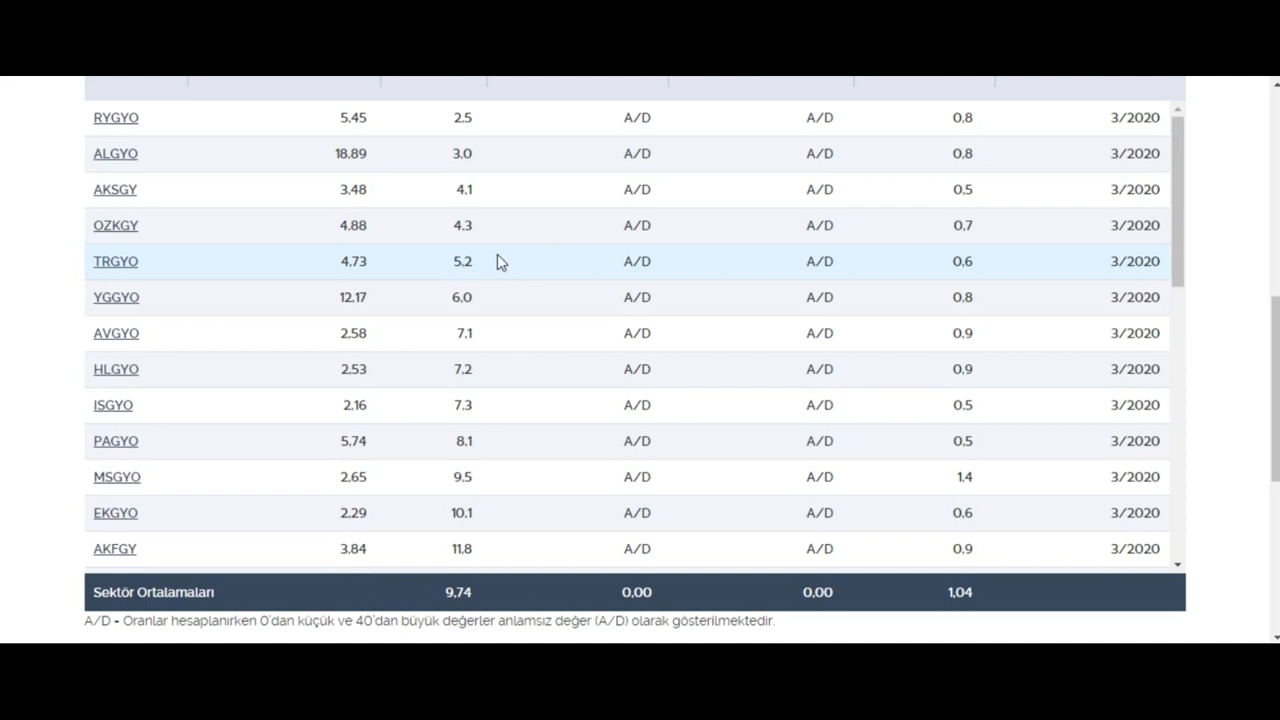 RYGYO 5,45 2,5 A/D A/D 0,8 3/2020
ALGYO 18,89 3,0 A/D A/D 0,8 3/2020
AKSGY 3,48 4,1 A/D A/D 0,5 3/2020
OZKGY 4,88 4,3 A/D A/D 0,7 3/2020
TRGYO 4,73 5,2 A/D A/D 0,6 3/2020
YGGYO 12,17 6,0 A/D A/D 0,8 3/2020
AVGYO 2,58 7,1 A/D A/D 0,9 3/2020
HLGYO 2,53 7,2 A/D A/D 0,9 3/2020
ISGYO 2,16 7,3 A/D A/D 0,5 3/2020
PAGYO 5,74 8,1 A/D A/D 0,5 3/2020
MSGYO 2,65 9,5 A/D A/D 1,4 3/2020
EKGYO 2,29 10,1 A/D A/D 0,6 3/2020
AKFGY 3,84 11,8 A/D A/D 0,9 3/2020
Sektör Ortalamaları 9,74 0,00 0,00 1,04
A/D - Oranlar hesaplanırken 0'dan küçük ve 40'dan büyük değerler anlamsız değer (A/D) olarak gösterilmektedir.